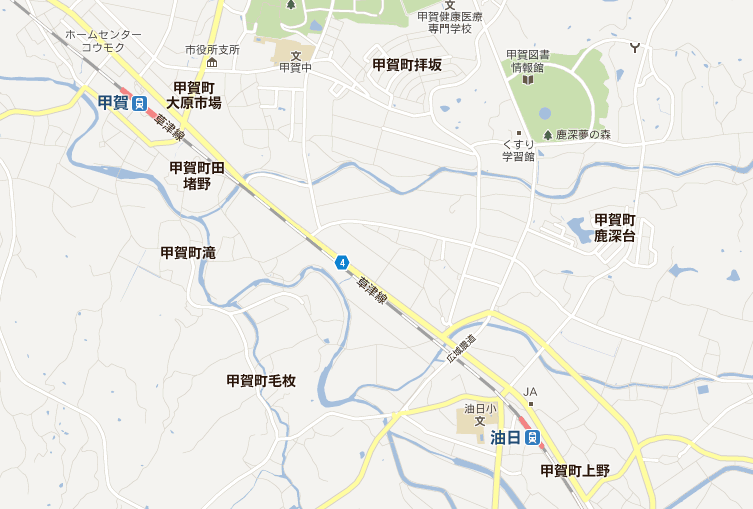 ホームセンター
コウモク
市役所支所
文
甲賀中
甲賀健康医療
専門学校
文
甲賀町拝坂
甲賀図書
情報館
甲賀町
大原市場
甲賀
草津線
くすり
学習館
鹿深夢の森
甲賀町田
堵野
甲賀町
鹿深台
甲賀町滝
4
草津線
広域農道
甲賀町毛枚
JA
油日小
文
油日
甲賀町上野